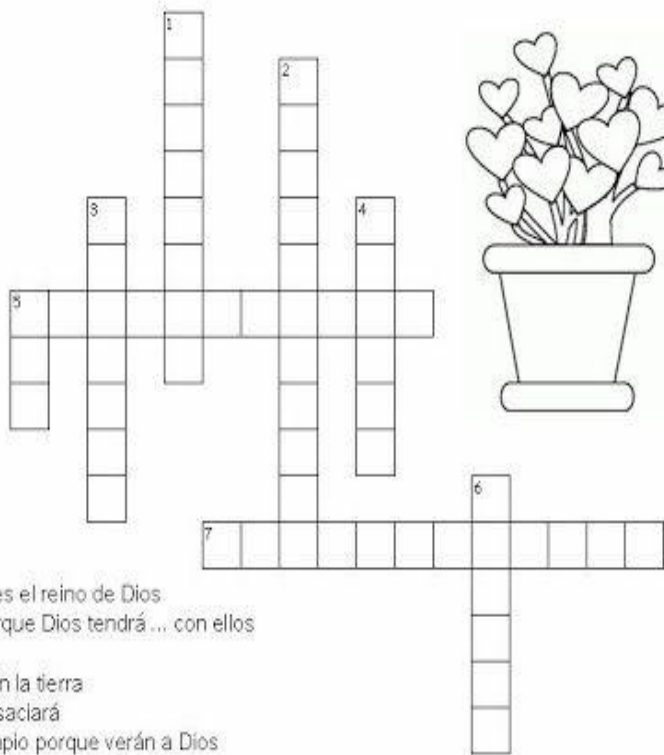 1
2
3
4
5
6
7
es el reino de Dios
que Dios tendrá ... con ellos
n la tierra
saciará
pio porque verán a Dios